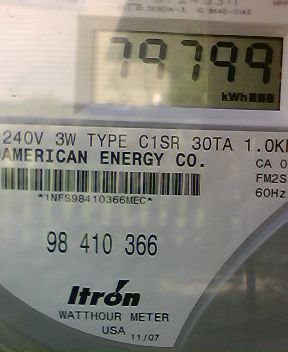 79799
kWh
240V 3W TYPE C1SR 30TA 1.0K
AMERICAN ENERGY CO.
CA 0
FM2S
60Hz
*1NFS98410366MEC*
98 410 366
Itron
WATTHOUR METER
USA 11/07